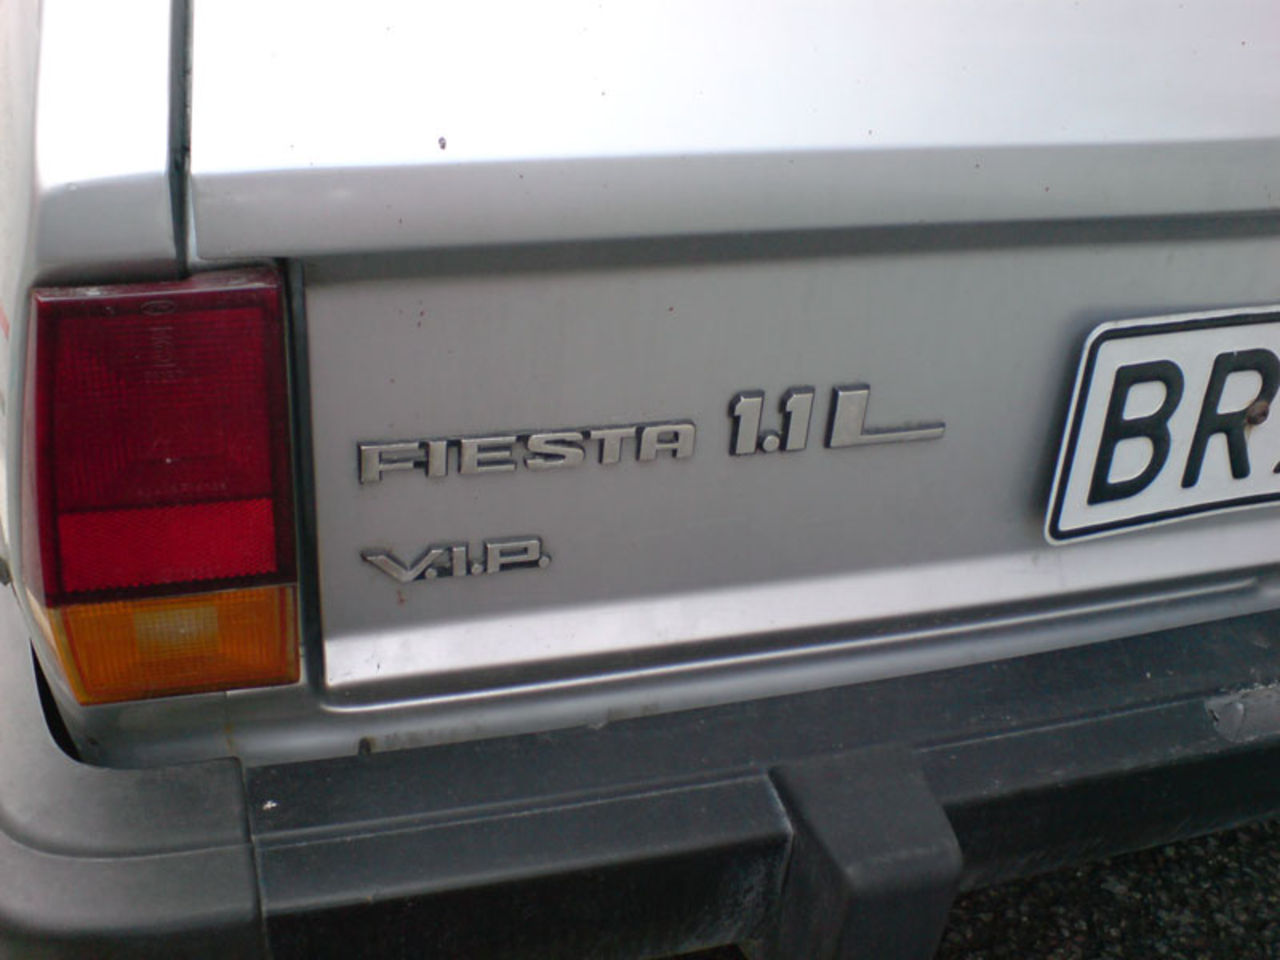 FIESTA 1.1 L
V.I.P.
BR